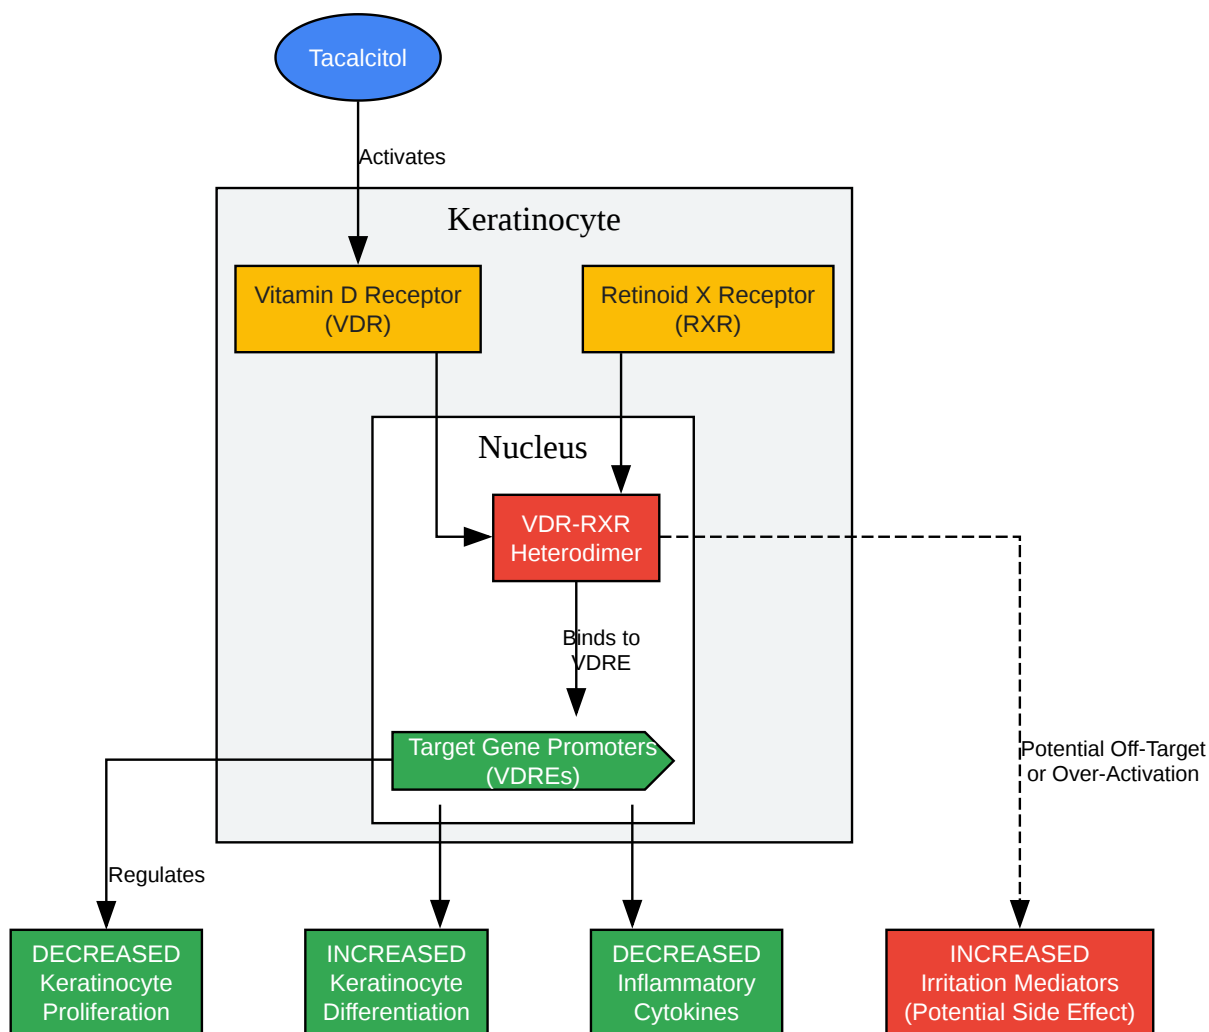 Tacalcitol
Activates
Keratinocyte
Vitamin D Receptor
(VDR)
Retinoid X Receptor
(RXR)
Nucleus
VDR-RXR
Heterodimer
Binds to
VDRE
Target Gene Promoters
(VDREs)
Potential Off-Target
or Over-Activation
Regulates
DECREASED
Keratinocyte
Proliferation
INCREASED
Keratinocyte
Differentiation
DECREASED
Inflammatory
Cytokines
INCREASED
Irritation Mediators
(Potential Side Effect)